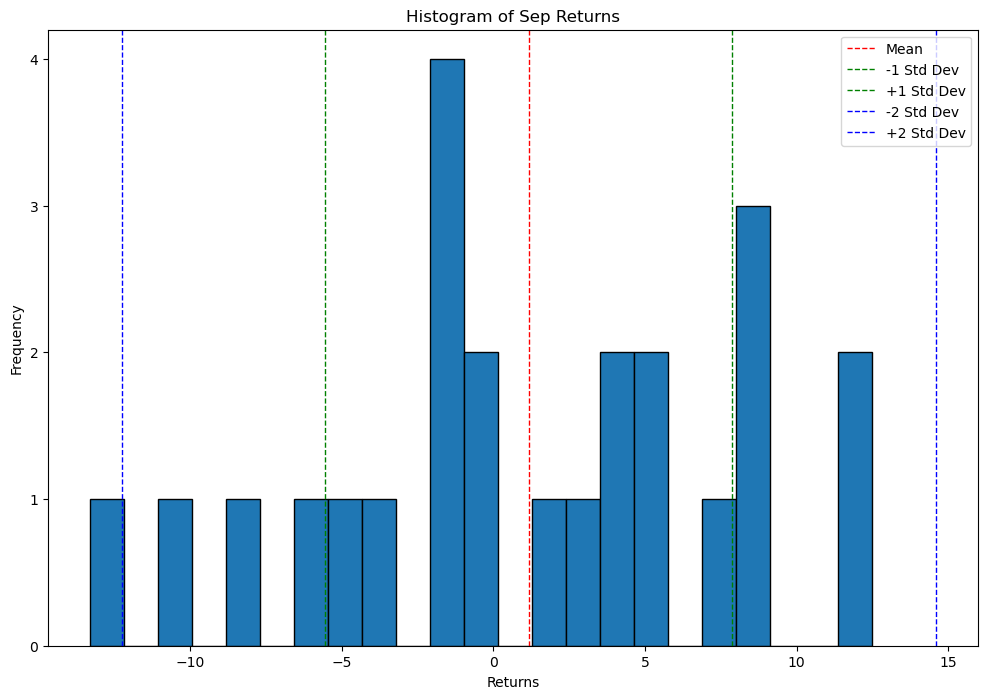 Histogram of Sep Returns
Mean
-1 Std Dev
+1 Std Dev
-2 Std Dev
+2 Std Dev
Frequency
4
3
2
1
0
−10
−5
0
5
10
15
Returns